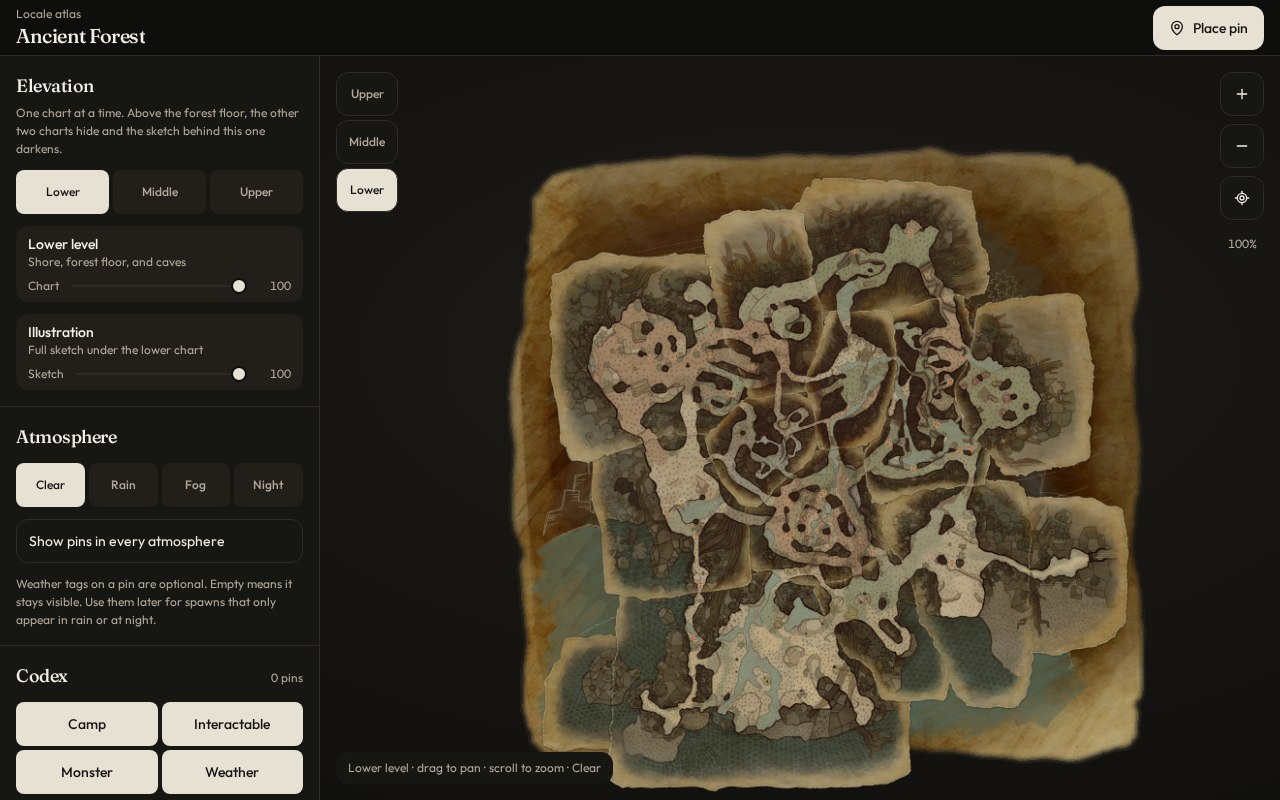 Locale atlas
Ancient Forest
Place pin
Elevation
One chart at a time. Above the forest floor, the other
two charts hide and the sketch behind this one
darkens.
Lower
Middle
Upper
Lower level
Shore, forest floor, and caves
Chart
100
Illustration
Full sketch under the lower chart
Sketch
100
Atmosphere
Clear
Rain
Fog
Night
Show pins in every atmosphere
Weather tags on a pin are optional. Empty means it
stays visible. Use them later for spawns that only
appear in rain or at night.
Codex
0 pins
Camp
Interactable
Monster
Weather
Upper
Middle
Lower
+
−
100%
Lower level · drag to pan · scroll to zoom · Clear